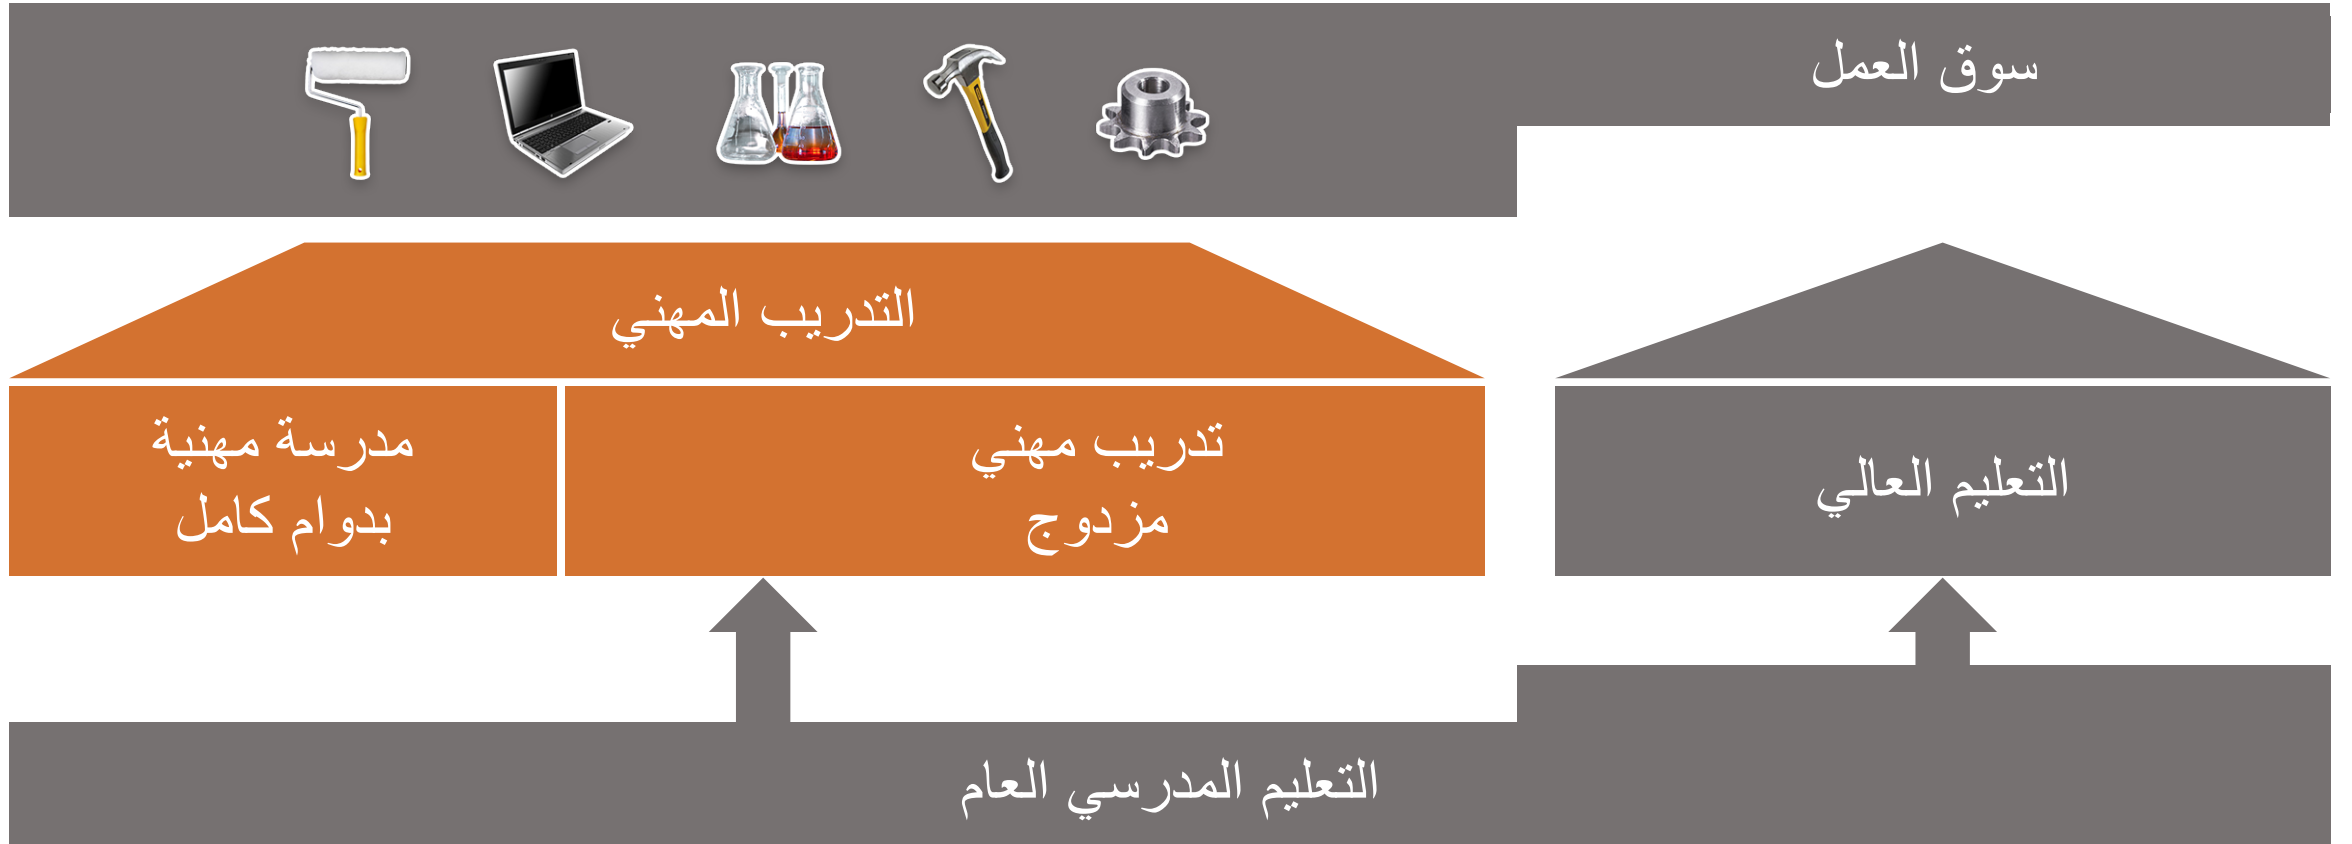 سوق العمل
التدريب المهني
التعليم العالي
تدريب مهني
مزدوج
مدرسة مهنية
بدوام كامل
التعليم المدرسي العام